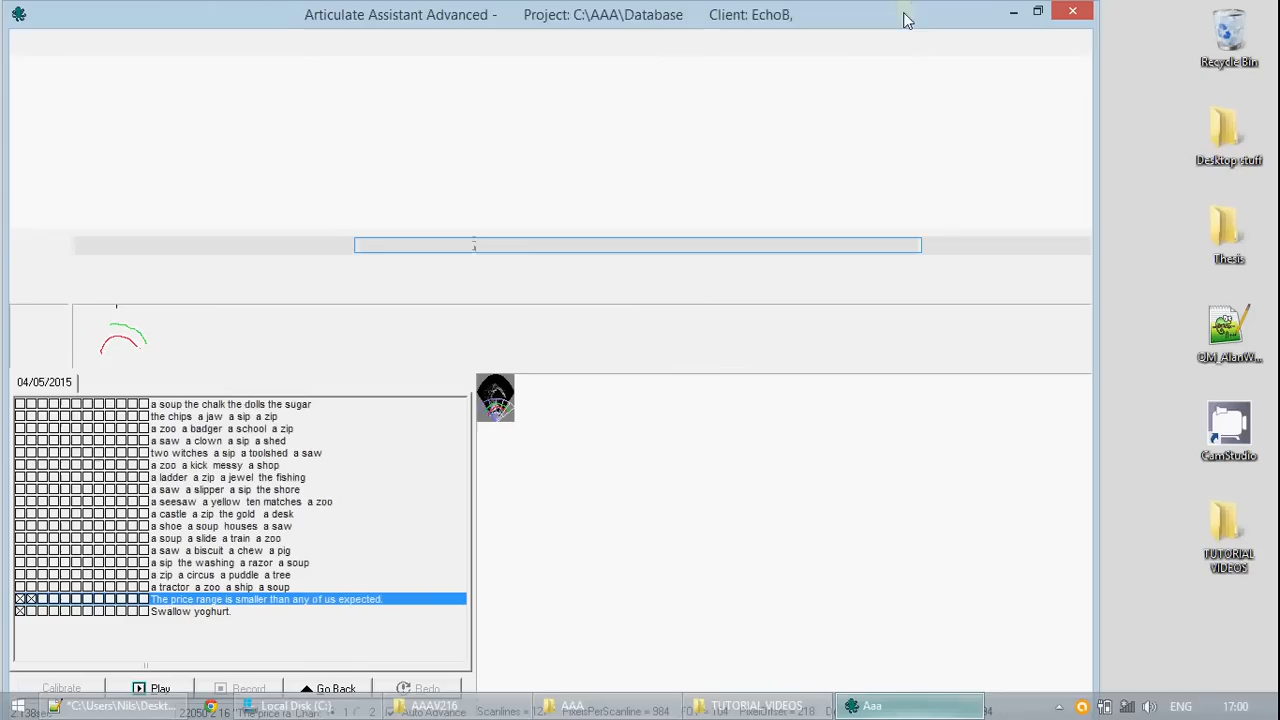 Articulate Assistant Advanced - Project: C:\AAA\Database Client: EchoB,
Recycle Bin
Desktop stuff
Thesis
QM_AlanW...
CamStudio
TUTORIAL VIDEOS
04/05/2015
a soup the chalk the dolls the sugar
the chips a jaw a sip a zip
a zoo a badger a school a zip
a saw a clown a sip a shed
two witches a sip a toolshed a saw
a zoo a kick messy a shop
a ladder a zip a jewel the fishing
a saw a slipper a sip the shore
a seesaw a yellow ten matches a zoo
a castle a zip the gold a desk
a shoe a soup houses a saw
a soup a slide a train a zoo
a saw a biscuit a chew a pig
a sip the washing a razor a soup
a zip a circus a puddle a tree
a tractor a zoo a ship a soup
The price range is smaller than any of us expected.
Swallow yoghurt.
Calibrate Play Record Go Back Redo
*C:\Users\Nils\Deskt... Local Disk (C:) AAAV216 AAA TUTORIAL VIDEOS Aaa ENG 17:00